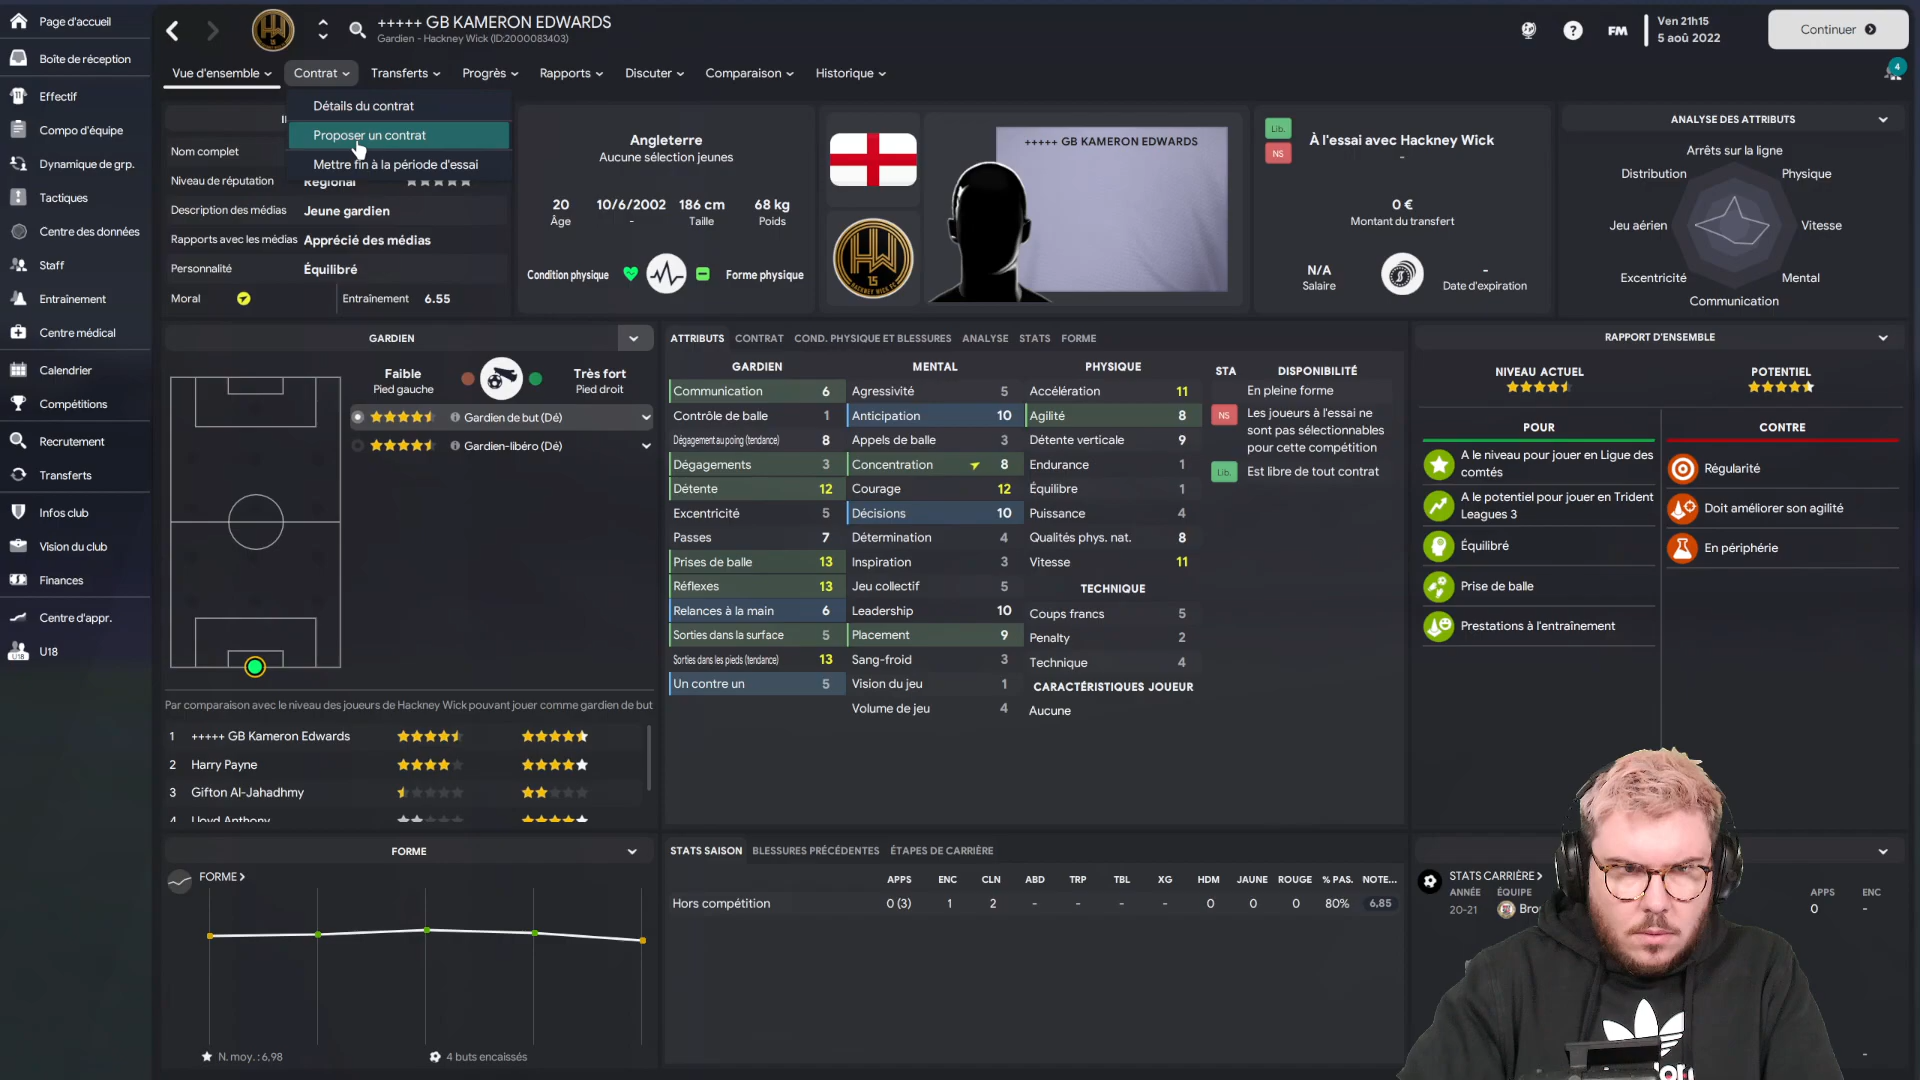 Page d'accueil
Boîte de réception
Effectif
Compo d'équipe
Dynamique de grp.
Tactiques
Centre des données
Staff
Entraînement
Centre médical
Calendrier
Compétitions
Recrutement
Transferts
Infos club
Vision du club
Finances
Centre d'appr.
U18
+++++ GB KAMERON EDWARDS
Gardien - Hackney Wick (ID:2000083403)
FM
Ven 21h15
5 aoû 2022
Continuer
4
Vue d'ensemble
Contrat
Transferts
Progrès
Rapports
Discuter
Comparaison
Historique
Détails du contrat
Proposer un contrat
Mettre fin à la période d'essai
Nom complet
Niveau de réputation Régional
Description des médias Jeune gardien
Rapports avec les médias Apprécié des médias
Personnalité Équilibré
Moral
Entraînement 6.55
Angleterre
Aucune sélection jeunes
20 10/6/2002 186 cm 68 kg
Âge - Taille Poids
Condition physique
Forme physique
HACKNEY WICK FC
+++++ GB KAMERON EDWARDS
Lib.
NS
À l'essai avec Hackney Wick
-
0 €
Montant du transfert
N/A
Salaire
-
Date d'expiration
ANALYSE DES ATTRIBUTS
Arrêts sur la ligne
Physique
Vitesse
Mental
Communication
Excentricité
Jeu aérien
Distribution
GARDIEN
Faible
Pied gauche
Très fort
Pied droit
Gardien de but (Dé)
Gardien-libéro (Dé)
Par comparaison avec le niveau des joueurs de Hackney Wick pouvant jouer comme gardien de but
1 +++++ GB Kameron Edwards
2 Harry Payne
3 Gifton Al-Jahadhmy
4 Lloyd Anthony
ATTRIBUTS CONTRAT COND. PHYSIQUE ET BLESSURES ANALYSE STATS FORME
GARDIEN
Communication 6
Contrôle de balle 1
Dégagement au poing (tendance) 8
Dégagements 3
Détente 12
Excentricité 5
Passes 7
Prises de balle 13
Réflexes 13
Relances à la main 6
Sorties dans la surface 5
Sorties dans les pieds (tendance) 13
Un contre un 5
MENTAL
Agressivité 5
Anticipation 10
Appels de balle 3
Concentration 8
Courage 12
Décisions 10
Détermination 4
Inspiration 3
Jeu collectif 5
Leadership 10
Placement 9
Sang-froid 3
Vision du jeu 1
Volume de jeu 4
PHYSIQUE
Accélération 11
Agilité 8
Détente verticale 9
Endurance 1
Équilibre 1
Puissance 4
Qualités phys. nat. 8
Vitesse 11
TECHNIQUE
Coups francs 5
Penalty 2
Technique 4
CARACTÉRISTIQUES JOUEUR
Aucune
STA DISPONIBILITÉ
En pleine forme
NS Les joueurs à l'essai ne
sont pas sélectionnables
pour cette compétition
Lib. Est libre de tout contrat
RAPPORT D'ENSEMBLE
NIVEAU ACTUEL
POTENTIEL
POUR
A le niveau pour jouer en Ligue des
comtés
A le potentiel pour jouer en Trident
Leagues 3
Équilibré
Prise de balle
Prestations à l'entraînement
CONTRE
Régularité
Doit améliorer son agilité
En périphérie
FORME
FORME
N. moy. : 6,98
4 buts encaissés
STATS SAISON BLESSURES PRÉCÉDENTES ÉTAPES DE CARRIÈRE
APPS ENC CLN ABD TRP TBL XG HDM JAUNE ROUGE % PAS. NOTE...
Hors compétition 0 (3) 1 2 - - - - 0 0 0 80% 6,85
STATS CARRIÈRE
ANNÉE ÉQUIPE APPS ENC
20-21 Bro 0 -
-